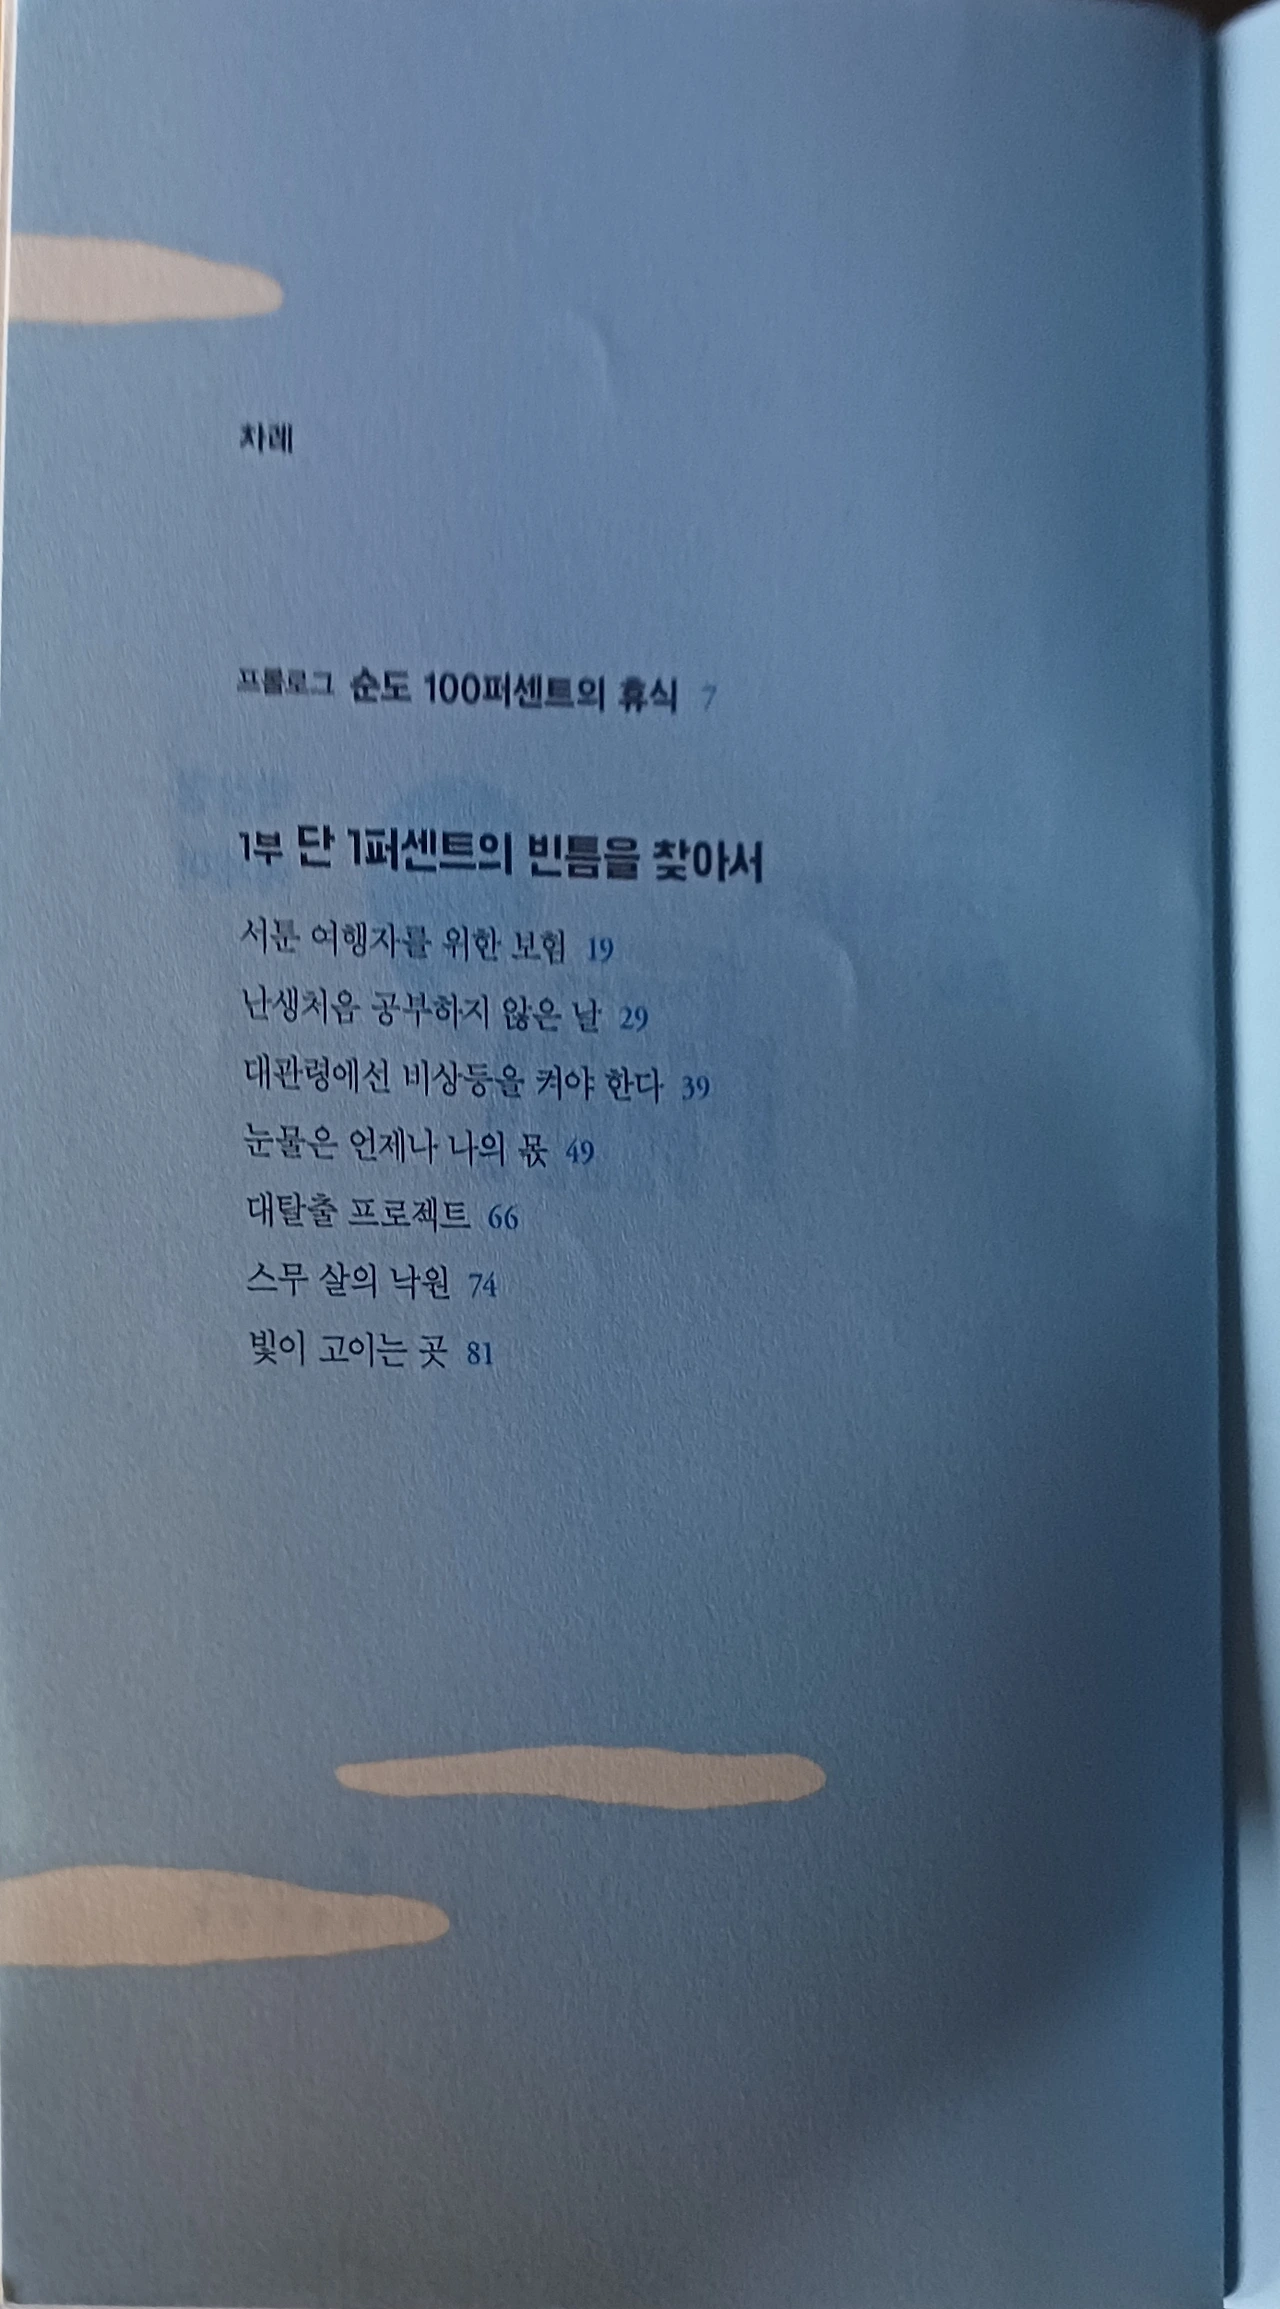 차례
프롤로그 순도 100퍼센트의 휴식 7
1부 단 1퍼센트의 빈틈을 찾아서
서툰 여행자를 위한 보험 19
난생처음 공부하지 않은 날 29
대관령에선 비상등을 켜야 한다 39
눈물은 언제나 나의 몫 49
대탈출 프로젝트 66
스무 살의 낙원 74
빛이 고이는 곳 81